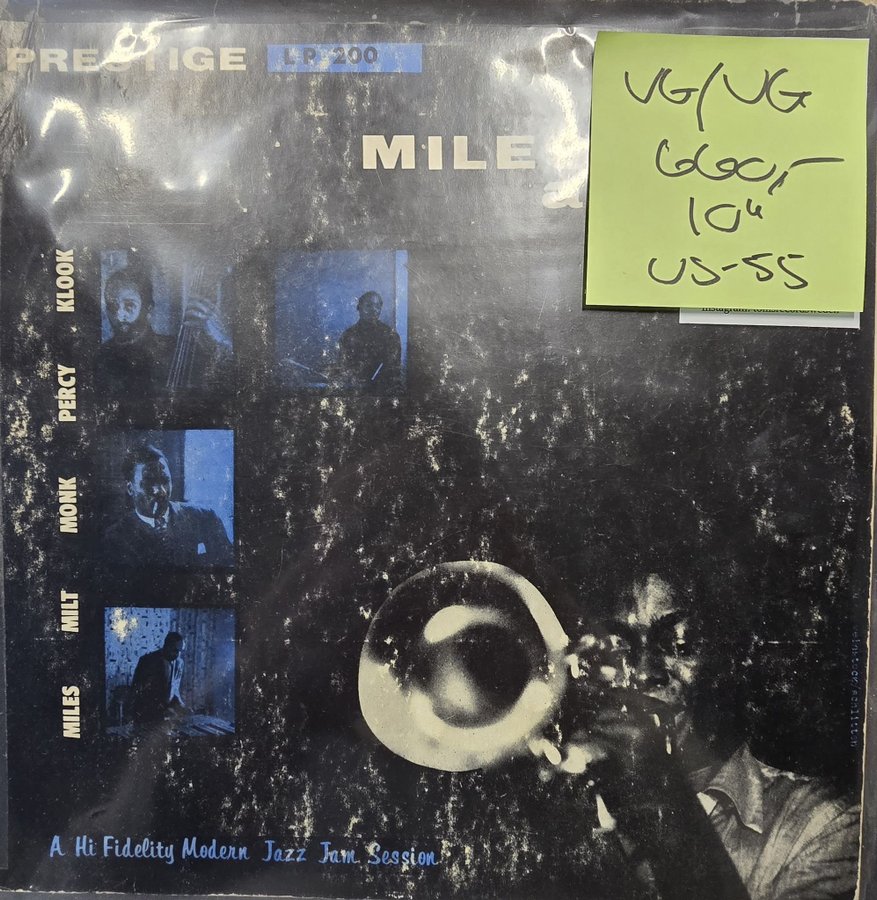 PRESTIGE LP 200
MILE
a
VG/VG
660,-
10"
US-55
KLOOK
PERCY
MONK
MILT
MILES
A Hi Fidelity Modern Jazz Jam Session